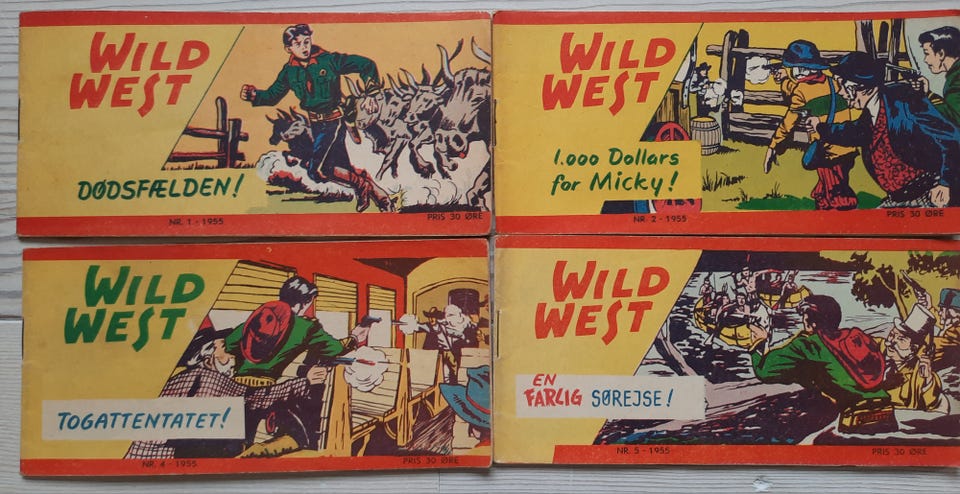 WILD
WEST
DØDSFÆLDEN!
NR. 1 - 1955
PRIS 30 ØRE
WILD
WEST
1.000 Dollars
for Micky!
NR. 2 - 1955
PRIS 30 ØRE
WILD
WEST
TOGATTENTATET!
NR. 4 - 1955
PRIS 30 ØRE
WILD
WEST
EN
FARLIG SØREJSE!
NR. 5 - 1955
PRIS 30 ØRE